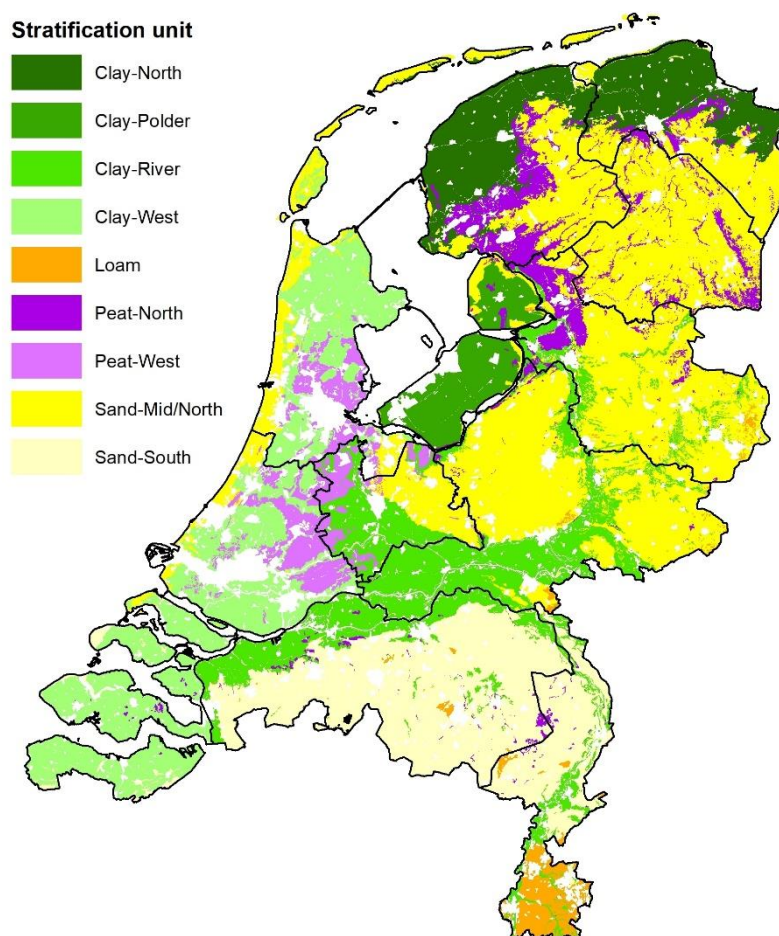 Stratification unit
Clay-North
Clay-Polder
Clay-River
Clay-West
Loam
Peat-North
Peat-West
Sand-Mid/North
Sand-South